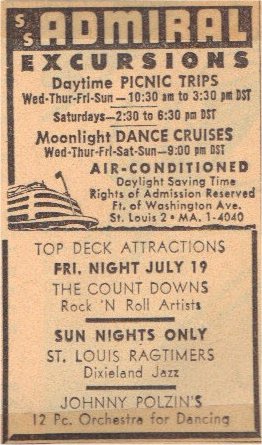 SS ADMIRAL
EXCURSIONS
Daytime PICNIC TRIPS
Wed-Thur-Fri-Sun—10:30 am to 3:30 pm DST
Saturdays—2:30 to 6:30 pm DST
Moonlight DANCE CRUISES
Wed-Thur-Fri-Sat-Sun—9:00 pm DST
AIR-CONDITIONED
Daylight Saving Time
Rights of Admission Reserved
Ft. of Washington Ave.
St. Louis 2 • MA. 1-4040
TOP DECK ATTRACTIONS
FRI. NIGHT JULY 19
THE COUNT DOWNS
Rock 'N Roll Artists
SUN NIGHTS ONLY
ST. LOUIS RAGTIMERS
Dixieland Jazz
JOHNNY POLZIN'S
12 Pc. Orchestra for Dancing